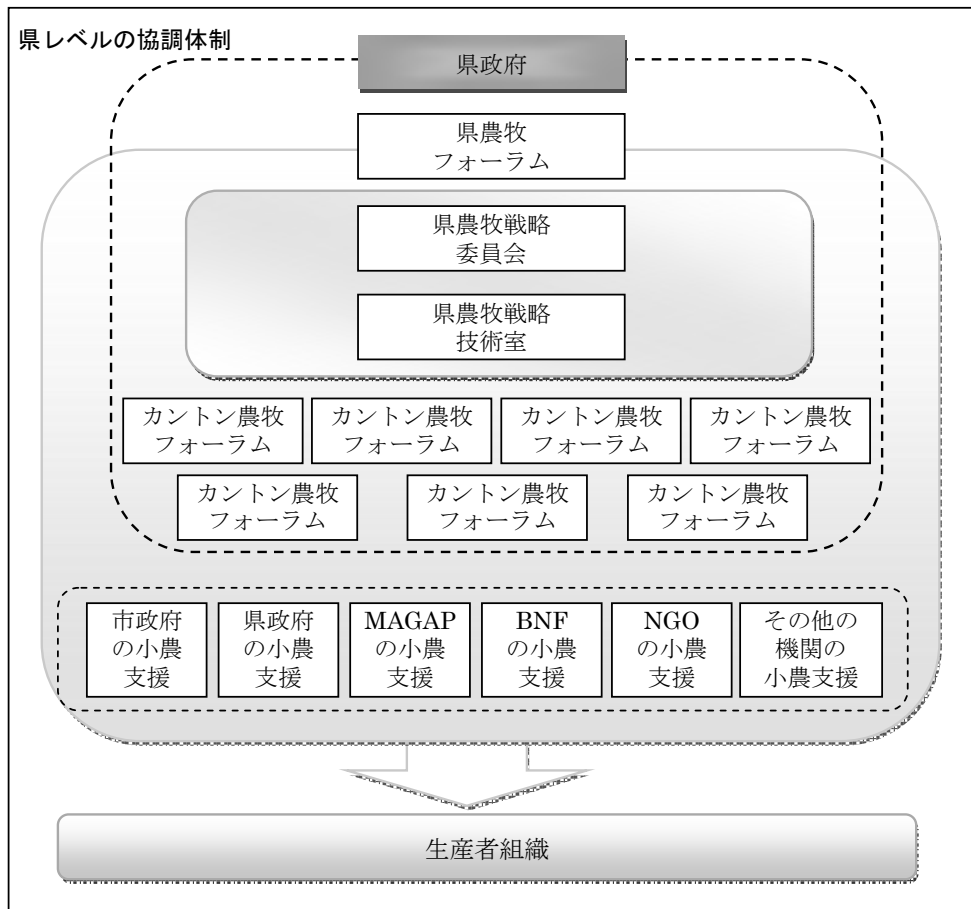 県レベルの協調体制
県政府
県農牧
フォーラム
県農牧戦略
委員会
県農牧戦略
技術室
カントン農牧
フォーラム
カントン農牧
フォーラム
カントン農牧
フォーラム
カントン農牧
フォーラム
カントン農牧
フォーラム
カントン農牧
フォーラム
カントン農牧
フォーラム
市政府
の小農
支援
県政府
の小農
支援
MAGAP
の小農
支援
BNF
の小農
支援
NGO
の小農
支援
その他の
機関の
小農支援
生産者組織